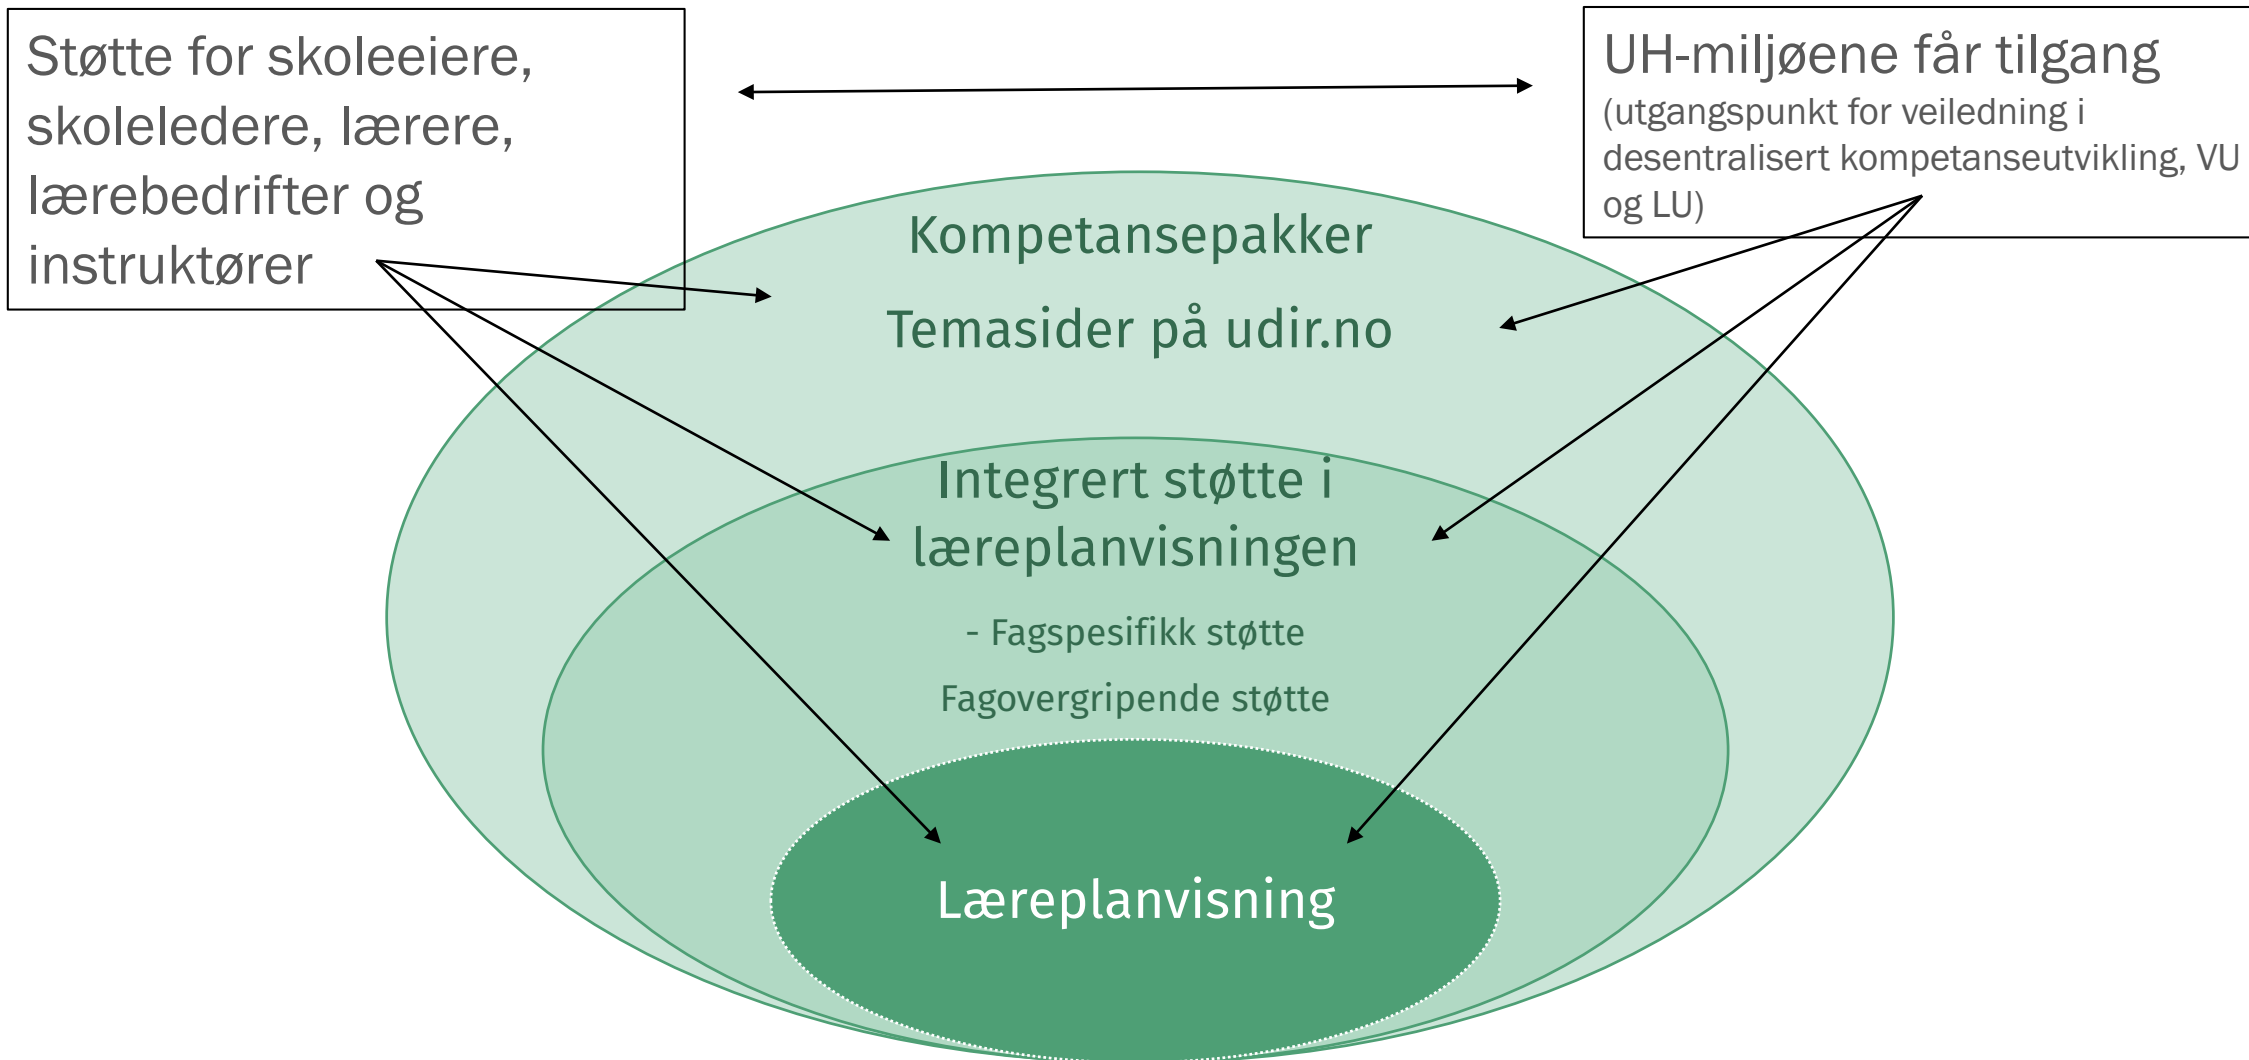 Støtte for skoleeiere,
skoleledere, lærere,
lærebedrifter og
instruktører
UH-miljøene får tilgang
(utgangspunkt for veiledning i
desentralisert kompetanseutvikling, VU
og LU)
Kompetansepakker
Temasider på udir.no
Integrert støtte i
læreplanvisningen
- Fagspesifikk støtte
Fagovergripende støtte
Læreplanvisning